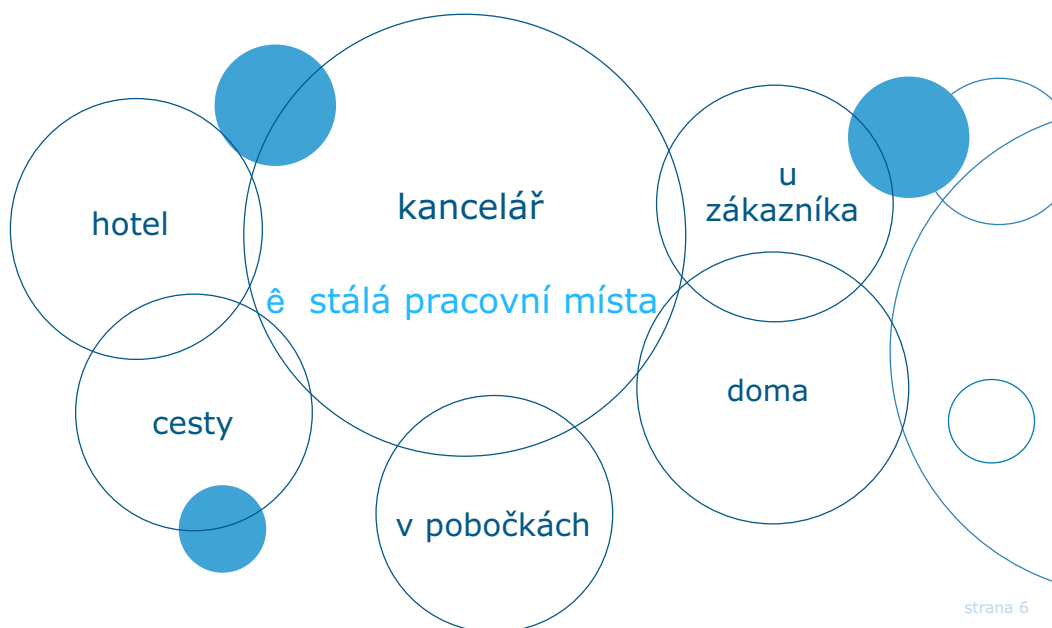 hotel
kancelář
u
zákazníka
ê stálá pracovní místa
doma
cesty
v pobočkách
strana 6